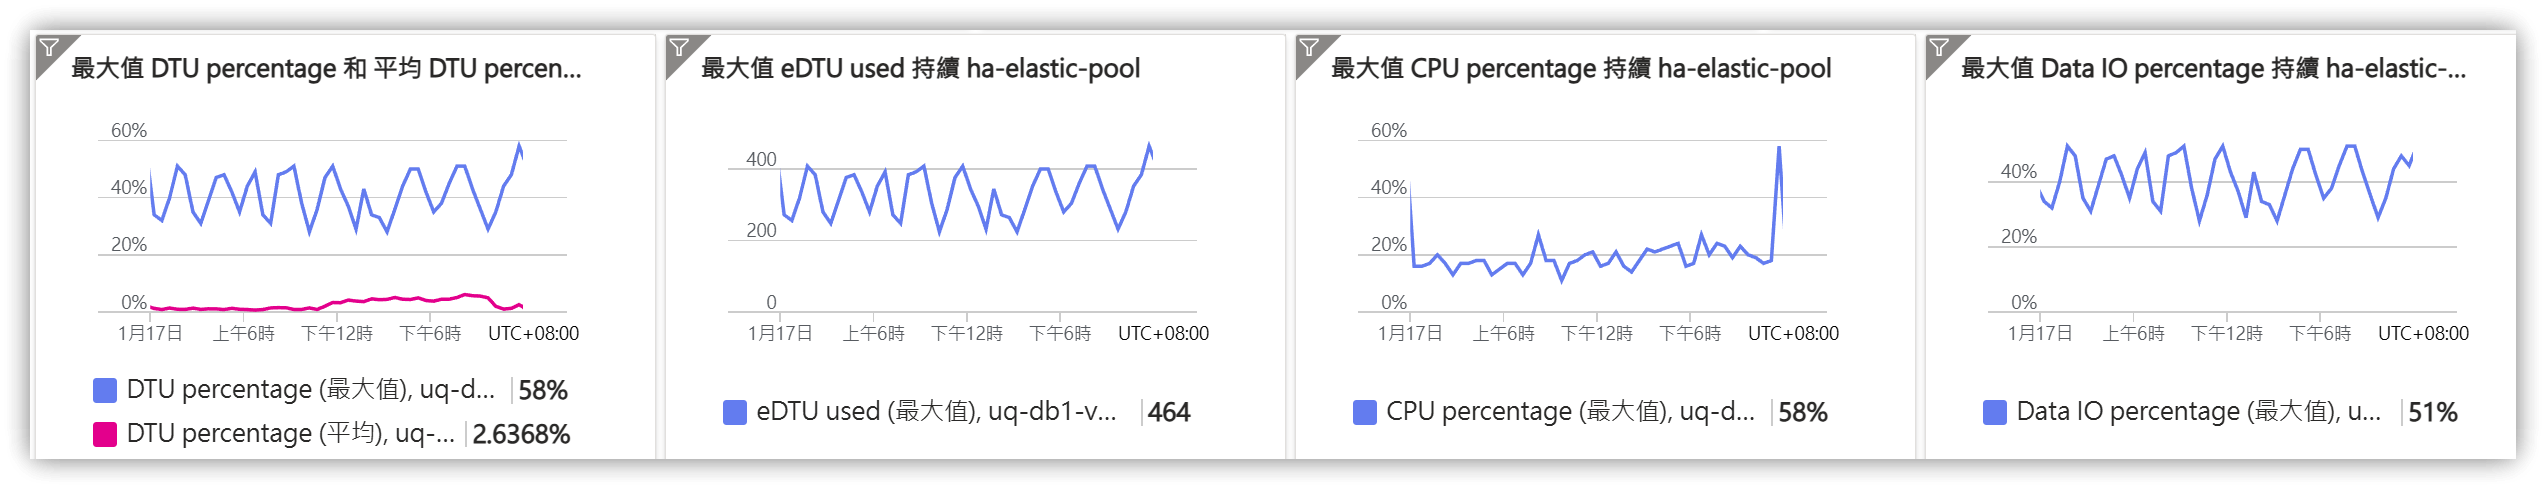 最大值 DTU percentage 和 平均 DTU percen...
60%
40%
20%
0%
1月17日
上午6時
下午12時
下午6時
UTC+08:00
DTU percentage (最大值), uq-d...
58%
DTU percentage (平均), uq-...
2.6368%
最大值 eDTU used 持續 ha-elastic-pool
400
200
0
1月17日
上午6時
下午12時
下午6時
UTC+08:00
eDTU used (最大值), uq-db1-v...
464
最大值 CPU percentage 持續 ha-elastic-pool
60%
40%
20%
0%
1月17日
上午6時
下午12時
下午6時
UTC+08:00
CPU percentage (最大值), uq-d...
58%
最大值 Data IO percentage 持續 ha-elastic-...
40%
20%
0%
1月17日
上午6時
下午12時
下午6時
UTC+08:00
Data IO percentage (最大值), u...
51%